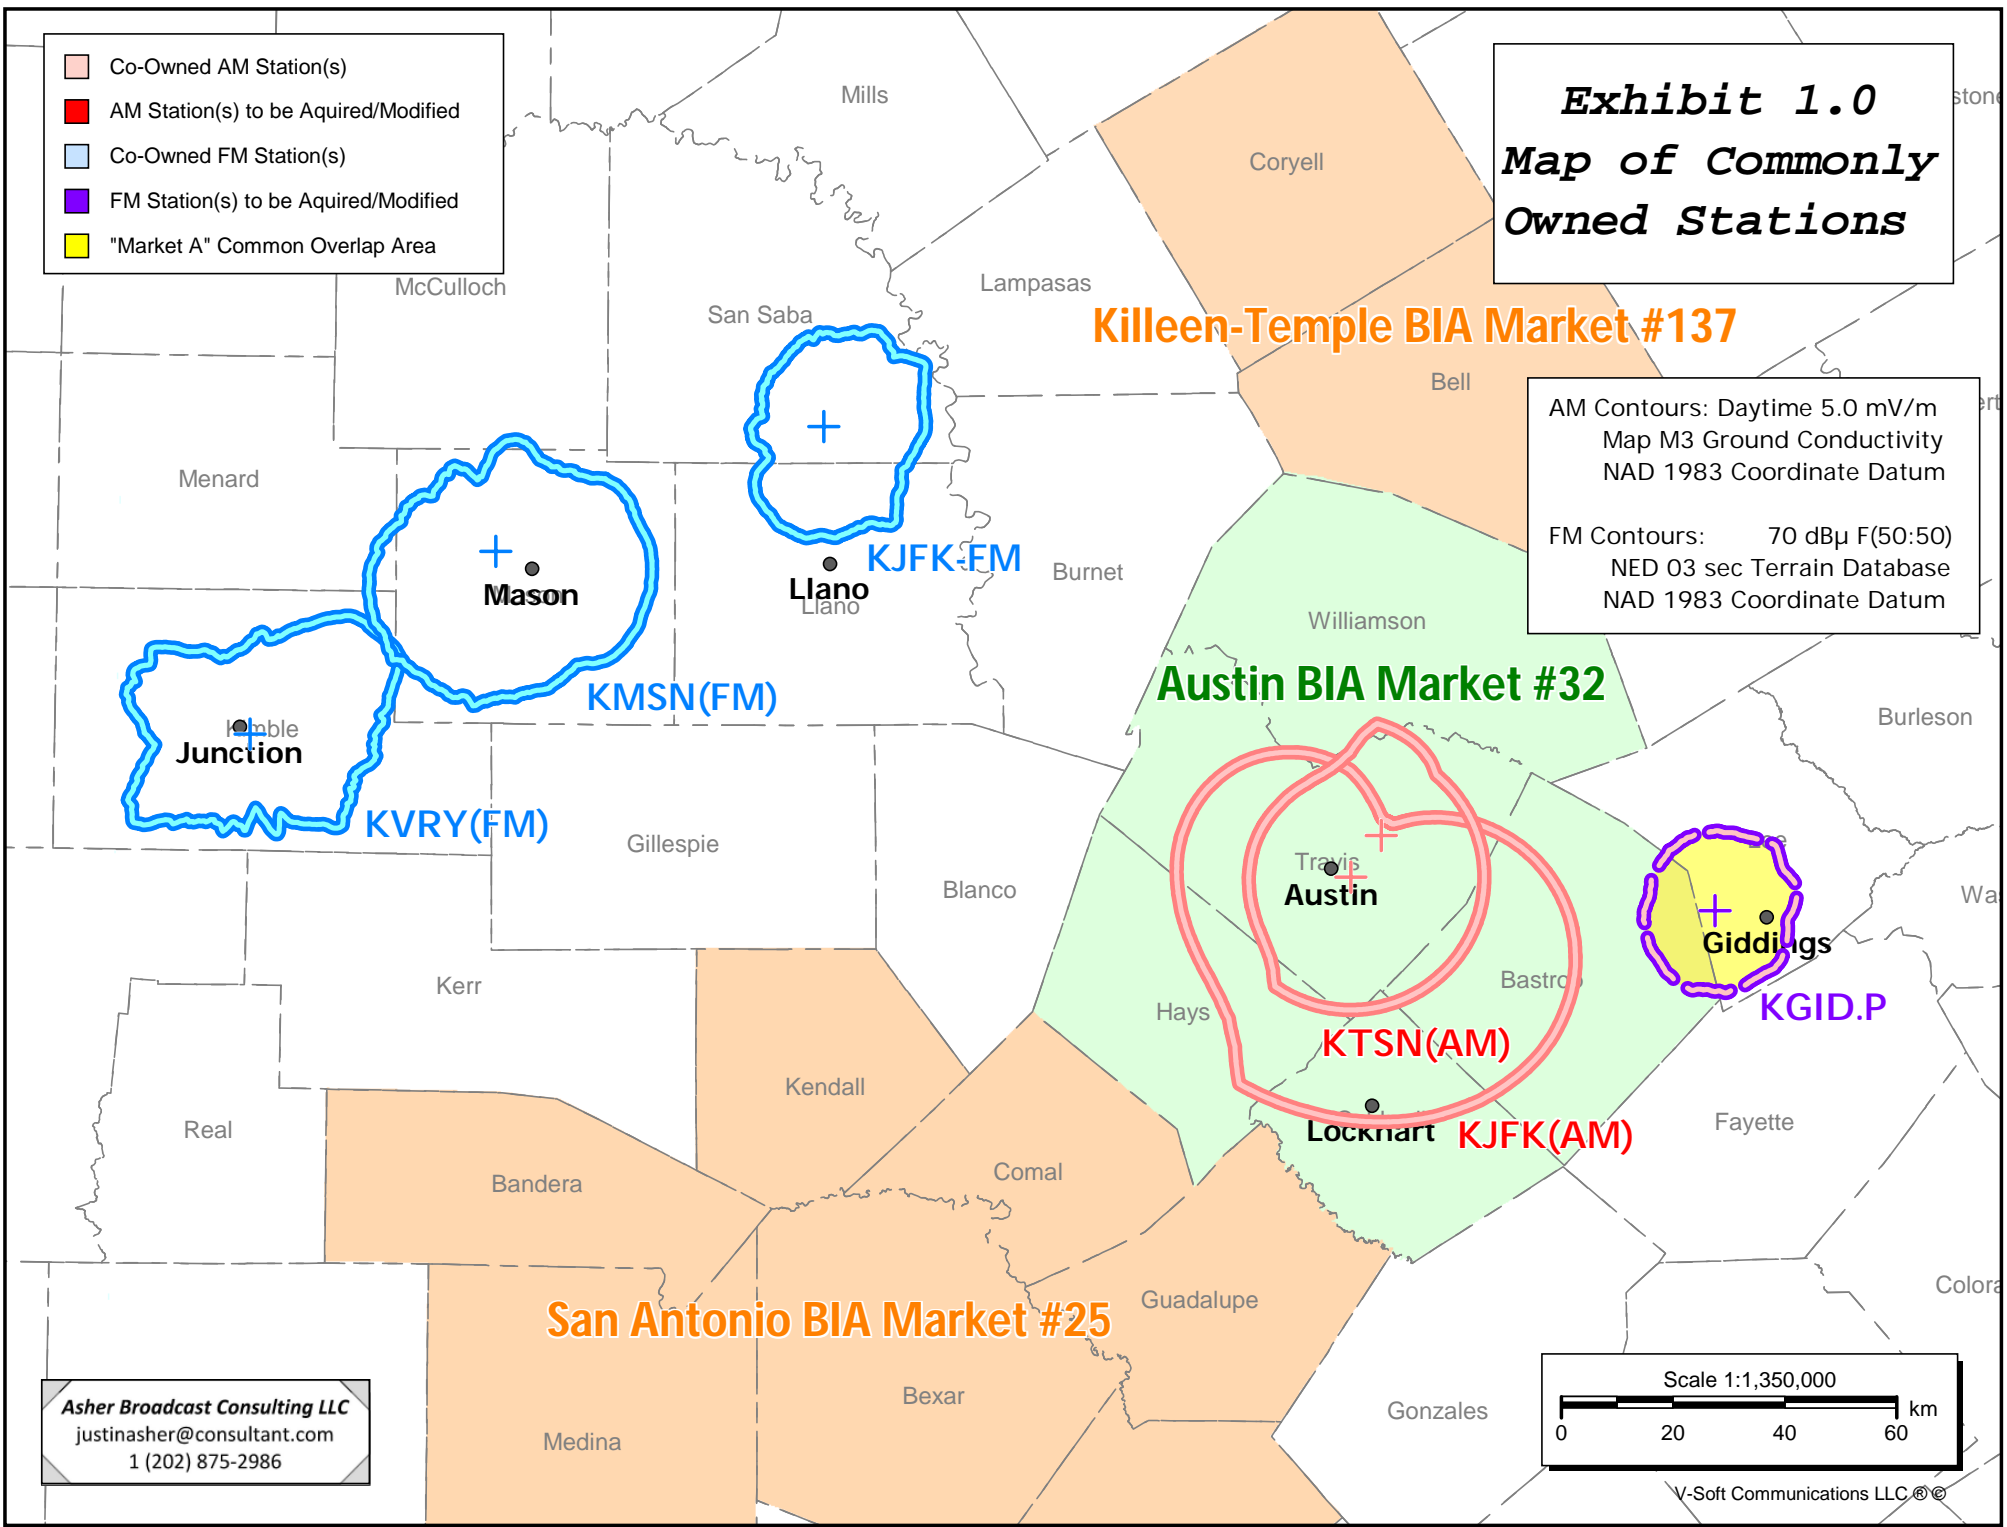 Co-Owned AM Station(s)
AM Station(s) to be Aquired/Modified
Co-Owned FM Station(s)
FM Station(s) to be Aquired/Modified
"Market A" Common Overlap Area
Exhibit 1.0
Map of Commonly
Owned Stations
Mills
Coryell
McCulloch
San Saba
Lampasas
Killeen-Temple BIA Market #137
Bell
AM Contours: Daytime 5.0 mV/m
Map M3 Ground Conductivity
NAD 1983 Coordinate Datum
FM Contours: 70 dBµ F(50:50)
NED 03 sec Terrain Database
NAD 1983 Coordinate Datum
Menard
KJFK-FM
Mason
Llano
Llano
Burnet
Williamson
Austin BIA Market #32
KMSN(FM)
Burleson
Kimble
Junction
KVRY(FM)
Gillespie
Blanco
Travis
Austin
Lee
Giddings
KGID.P
Kerr
Hays
Bastrop
KTSN(AM)
Kendall
Lockhart
KJFK(AM)
Real
Bandera
Comal
Fayette
San Antonio BIA Market #25
Guadalupe
Bexar
Medina
Gonzales
Asher Broadcast Consulting LLC
justinasher@consultant.com
1 (202) 875-2986
Scale 1:1,350,000
km
0 20 40 60
V-Soft Communications LLC ® ©